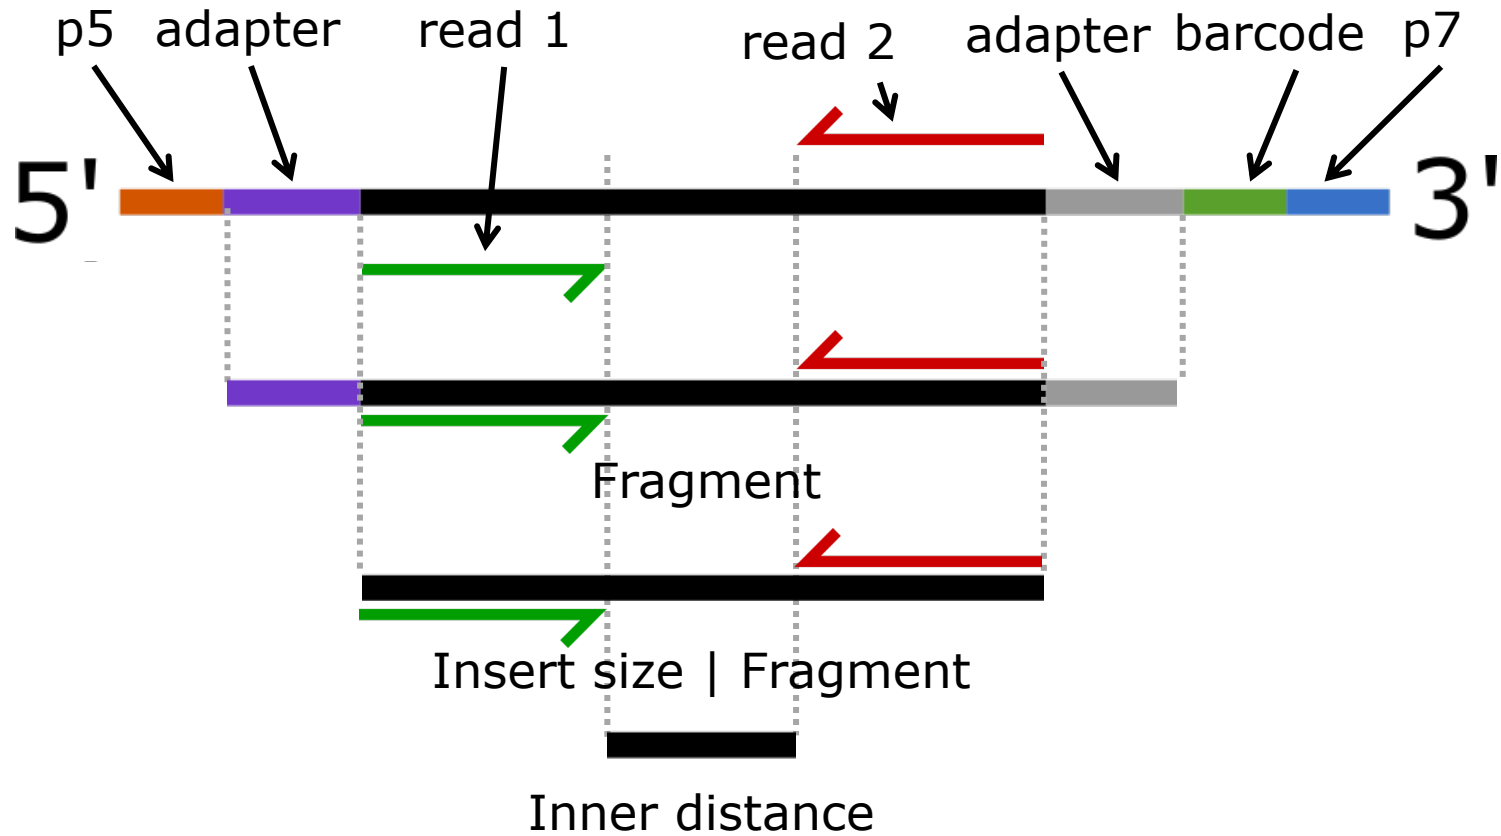 p5 adapter read 1 read 2 adapter barcode p7
5' 3'
Fragment
Insert size | Fragment
Inner distance